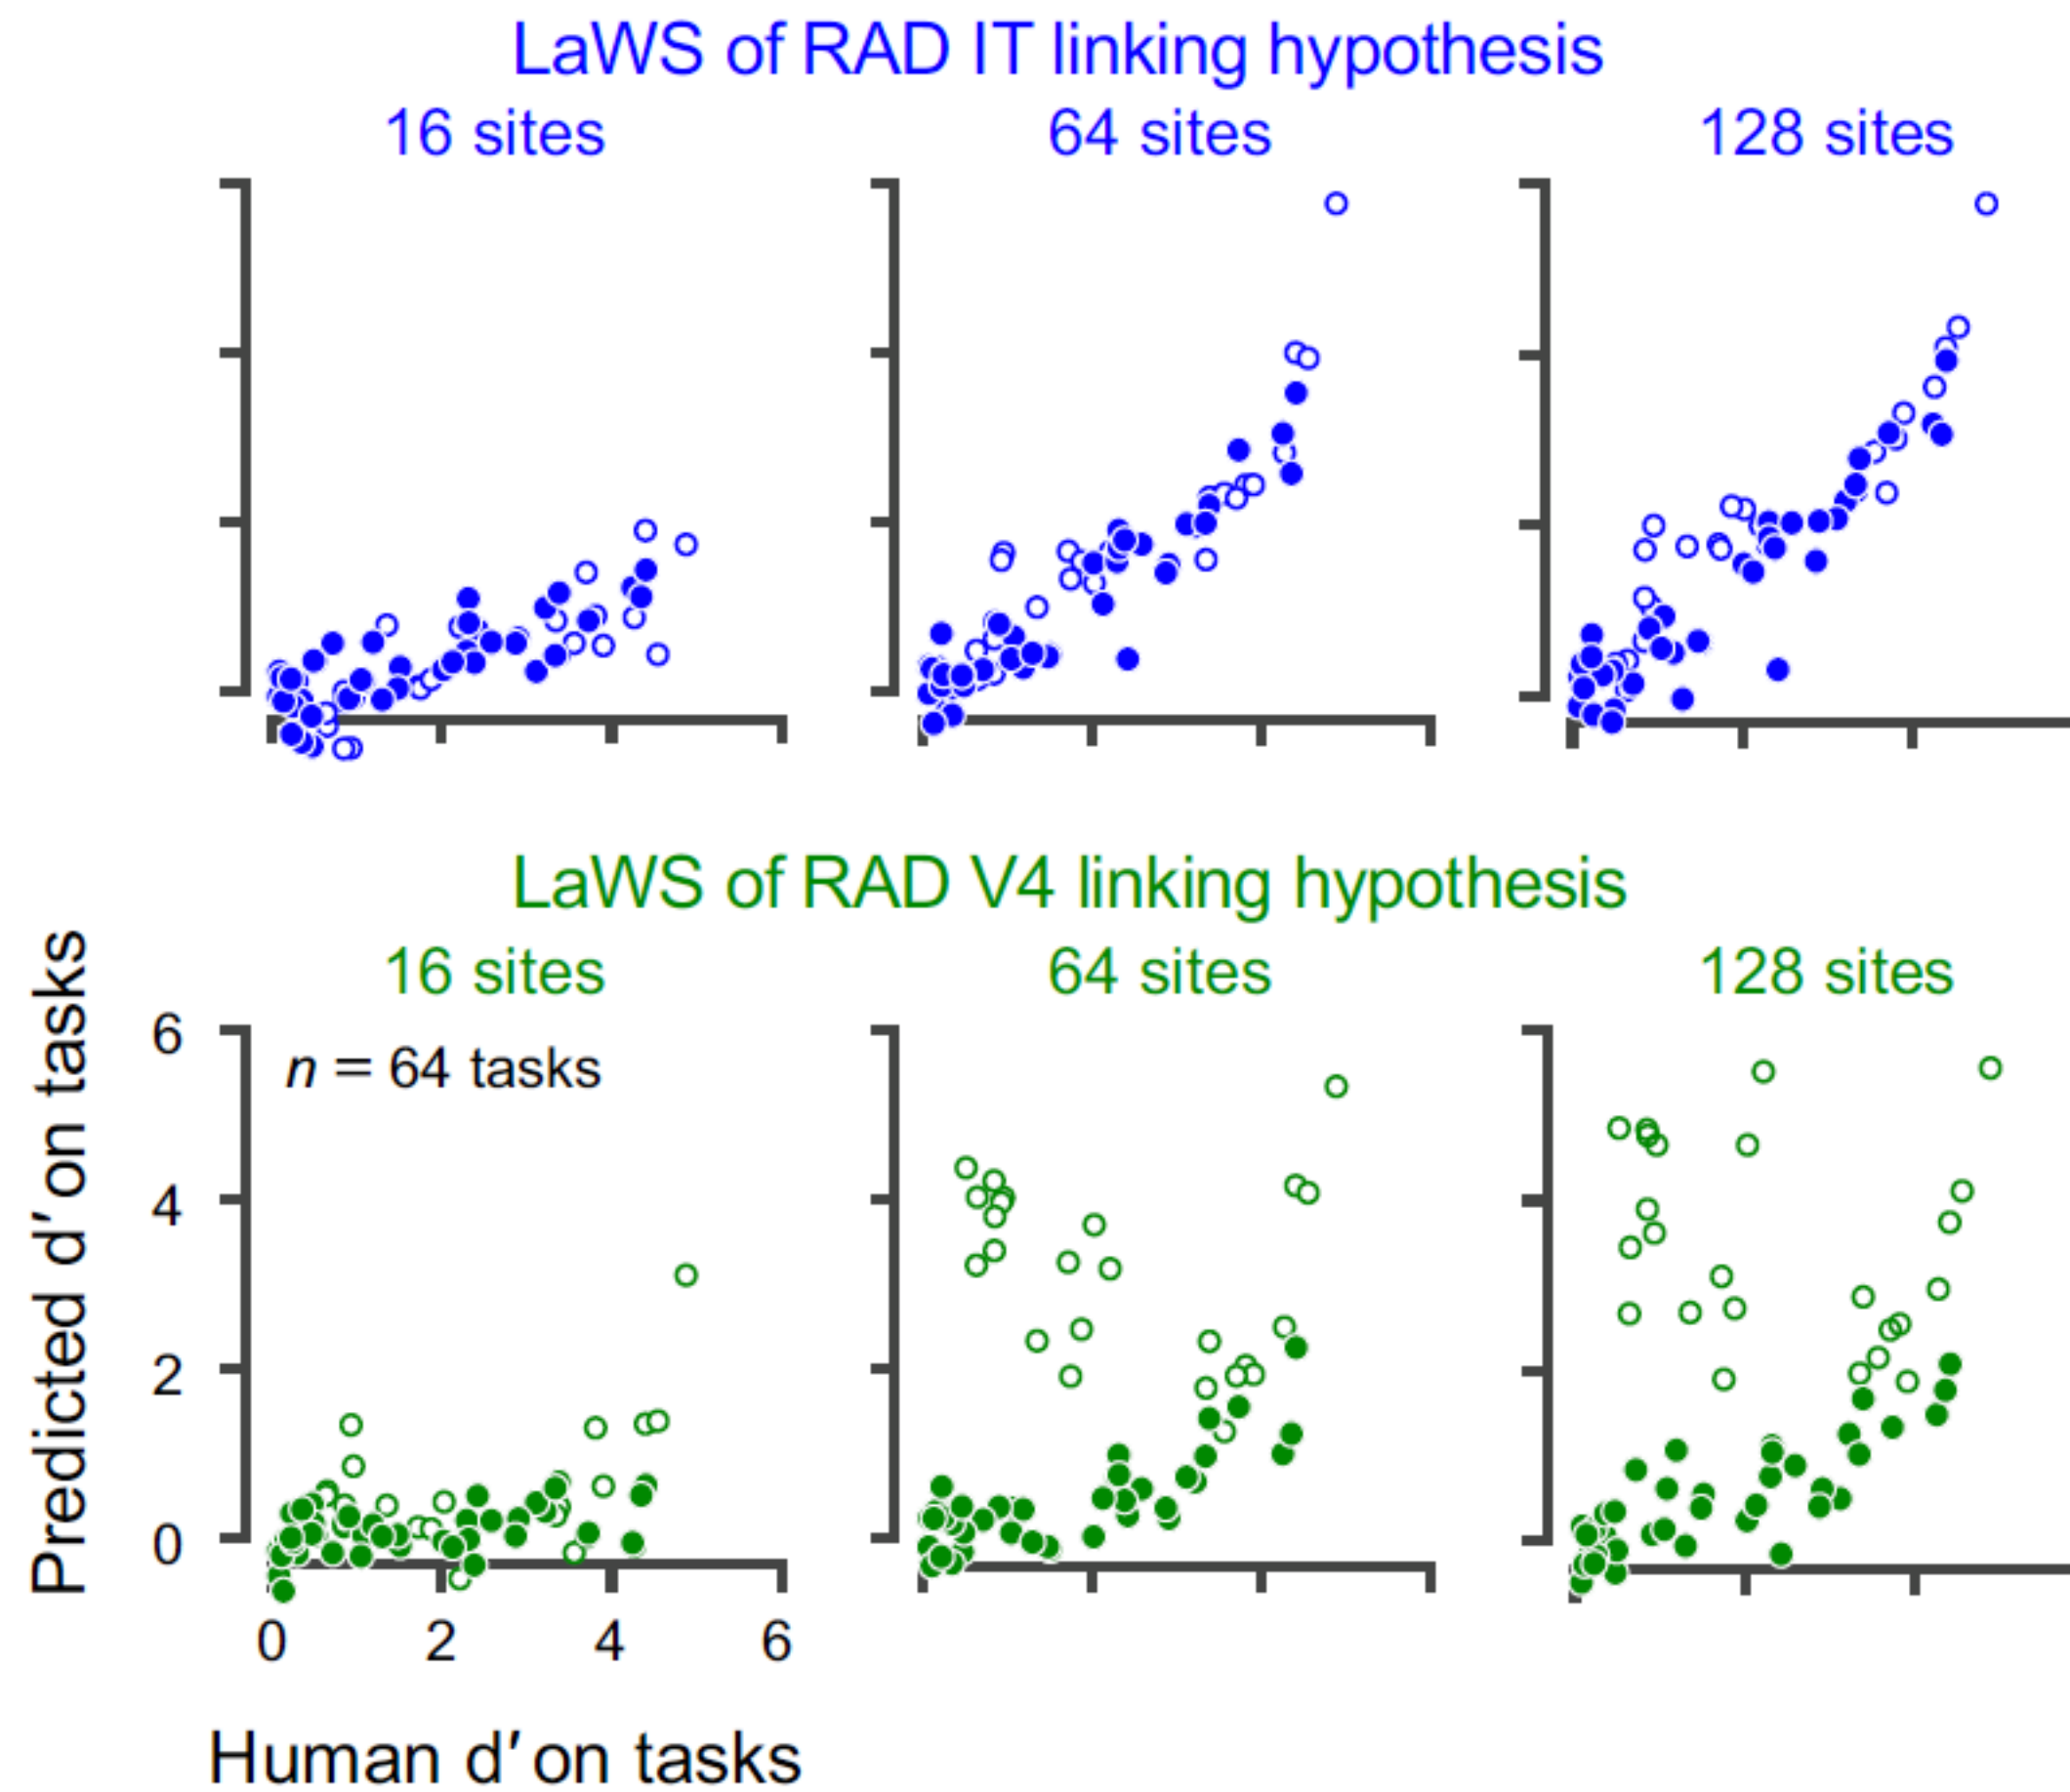 LaWS of RAD IT linking hypothesis
16 sites
64 sites
128 sites
LaWS of RAD V4 linking hypothesis
16 sites
64 sites
128 sites
Predicted d′ on tasks
6
4
2
0
n = 64 tasks
0
2
4
6
Human d′ on tasks